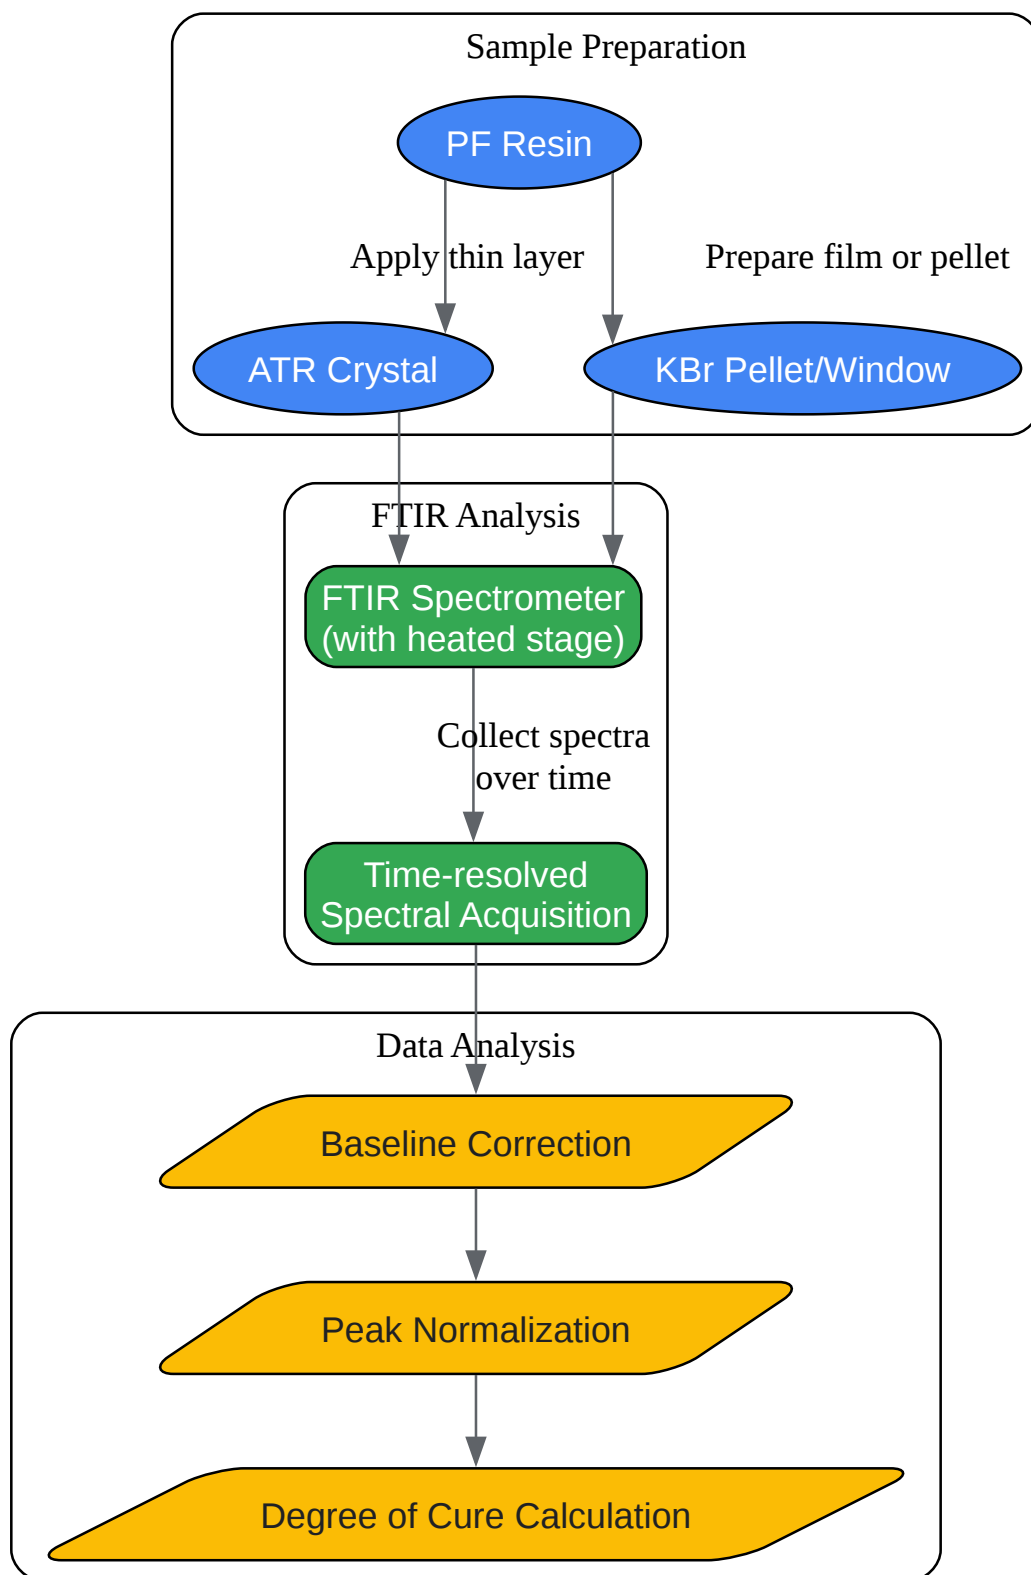 Sample Preparation
PF Resin
Apply thin layer
Prepare film or pellet
ATR Crystal
KBr Pellet/Window
FTIR Analysis
FTIR Spectrometer
(with heated stage)
Collect spectra
over time
Time-resolved
Spectral Acquisition
Data Analysis
Baseline Correction
Peak Normalization
Degree of Cure Calculation